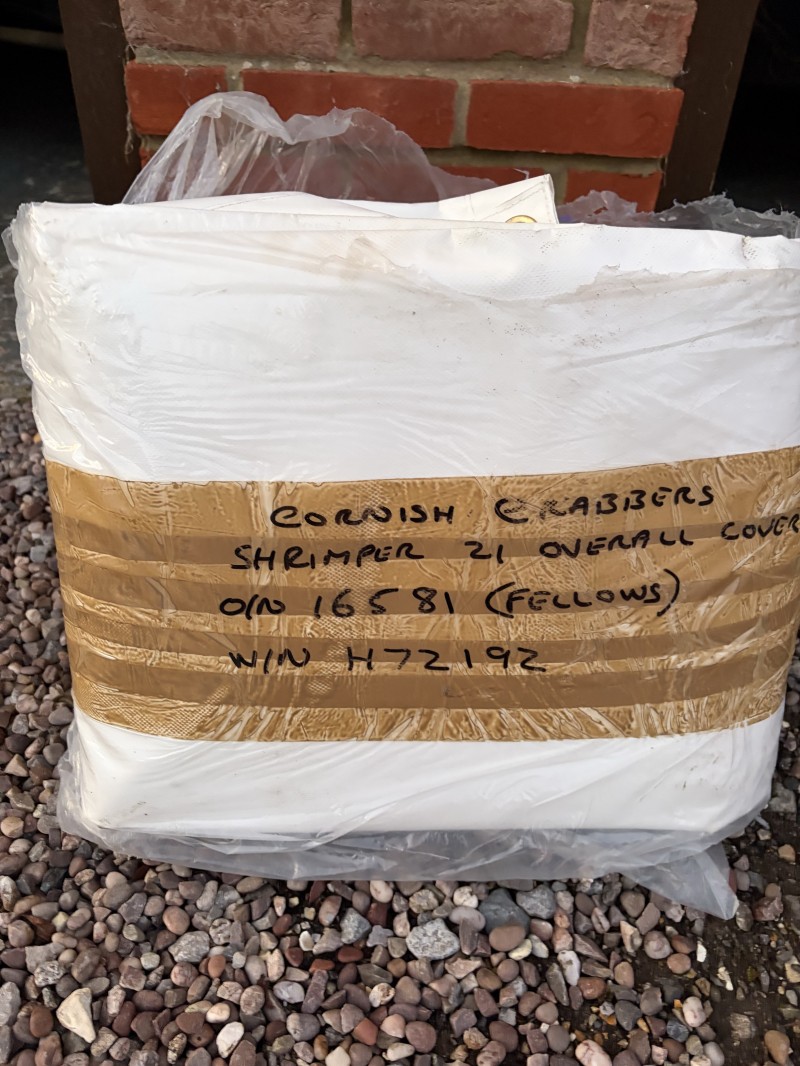 CORNISH CRABBERS
SHRIMPER 21 OVERALL COVER
O/N 16581 (FELLOWS)
W/N H72192